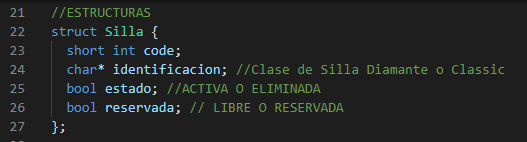 21 //ESTRUCTURAS
22 struct Silla {
23 short int code;
24 char* identificacion; //Clase de Silla Diamante o Classic
25 bool estado; //ACTIVA O ELIMINADA
26 bool reservada; // LIBRE O RESERVADA
27 };